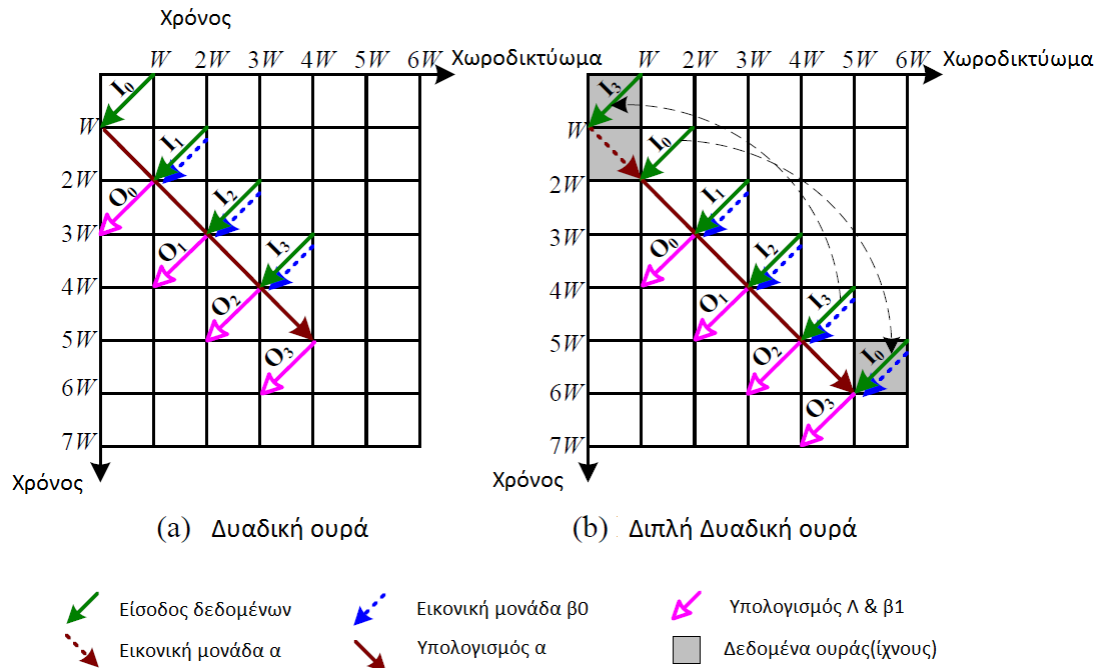 Χρόνος
W 2W 3W 4W 5W 6W Χωροδικτύωμα
I0
W
I1
2W
O0 I2
3W
O1 I3
4W
O2
5W
O3
6W
7W
Χρόνος
(a) Δυαδική ουρά
W 2W 3W 4W 5W 6W Χωροδικτύωμα
I3
W
I0
2W
I1
3W
O0 I2
4W
O1 I3
5W
O2 I0
6W
O3
7W
Χρόνος
(b) Διπλή Δυαδική ουρά
Είσοδος δεδομένων
Εικονική μονάδα β0
Υπολογισμός Λ & β1
Εικονική μονάδα α
Υπολογισμός α
Δεδομένα ουράς(ίχνους)